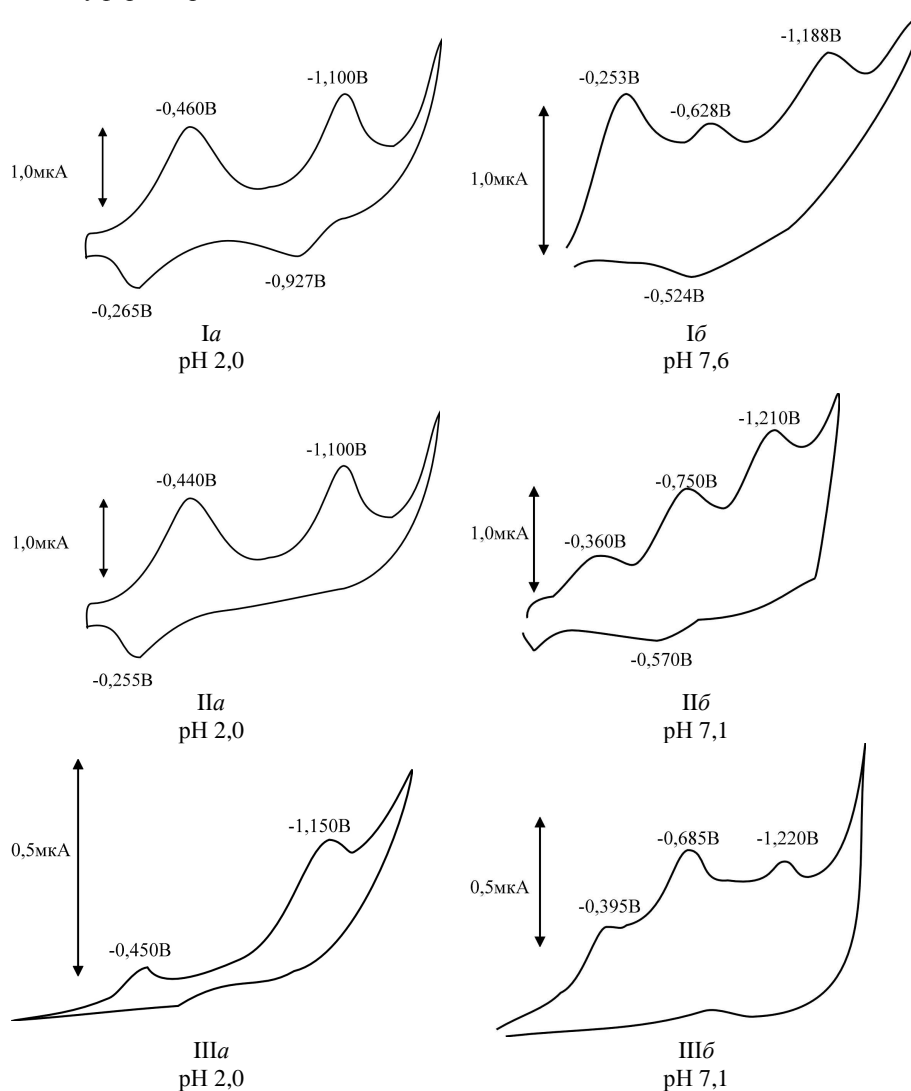 -0,460В
-1,100В
1,0мкА
-0,265В
-0,927В
Iа
pH 2,0
-0,253В
-0,628В
-1,188В
1,0мкА
-0,524В
Iб
pH 7,6
-0,440В
-1,100В
1,0мкА
-0,255В
IIа
pH 2,0
-0,360В
-0,750В
-1,210В
1,0мкА
-0,570В
IIб
pH 7,1
0,5мкА
-0,450В
-1,150В
IIIа
pH 2,0
0,5мкА
-0,395В
-0,685В
-1,220В
IIIб
pH 7,1